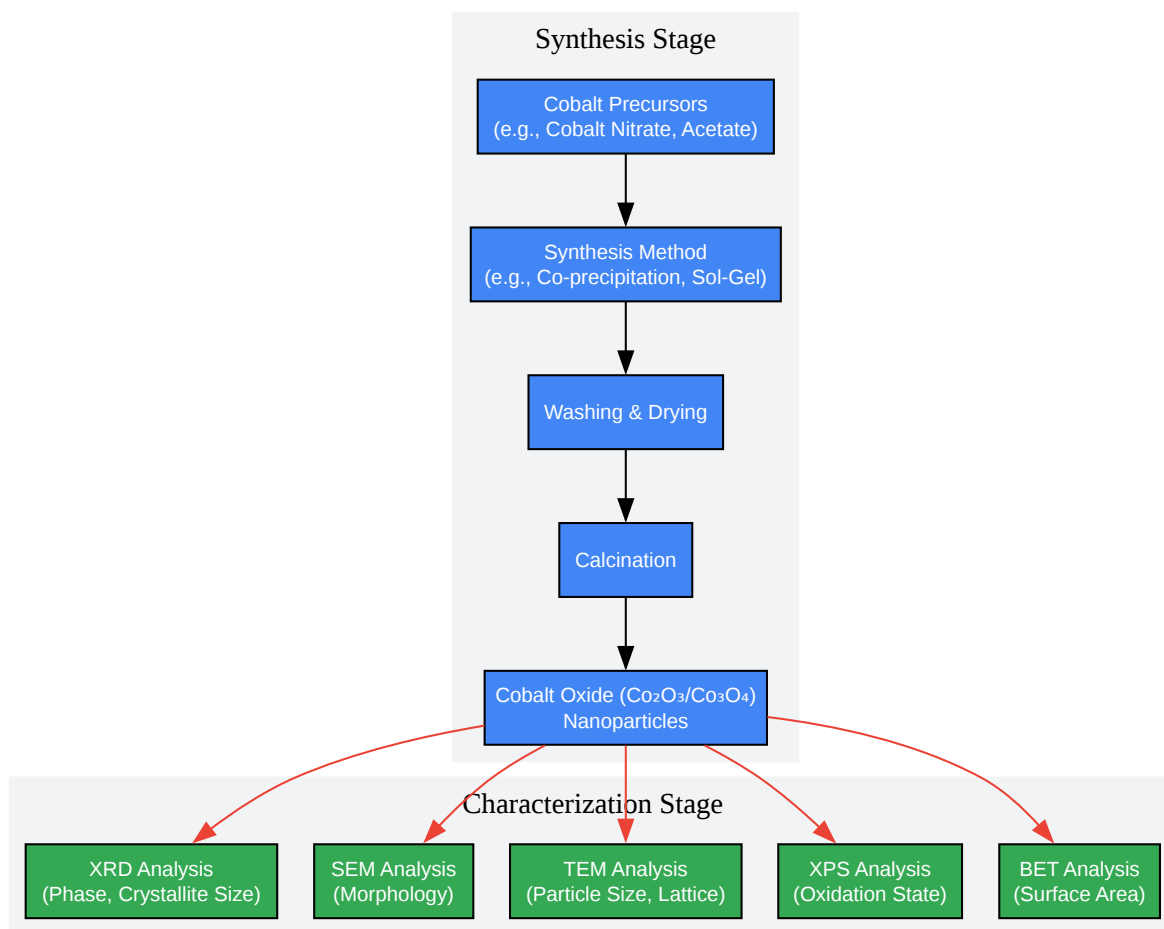 Synthesis Stage
Cobalt Precursors
(e.g., Cobalt Nitrate, Acetate)
Synthesis Method
(e.g., Co-precipitation, Sol-Gel)
Washing & Drying
Calcination
Cobalt Oxide (Co₂O₃/Co₃O₄)
Nanoparticles
Characterization Stage
XRD Analysis
(Phase, Crystallite Size)
SEM Analysis
(Morphology)
TEM Analysis
(Particle Size, Lattice)
XPS Analysis
(Oxidation State)
BET Analysis
(Surface Area)